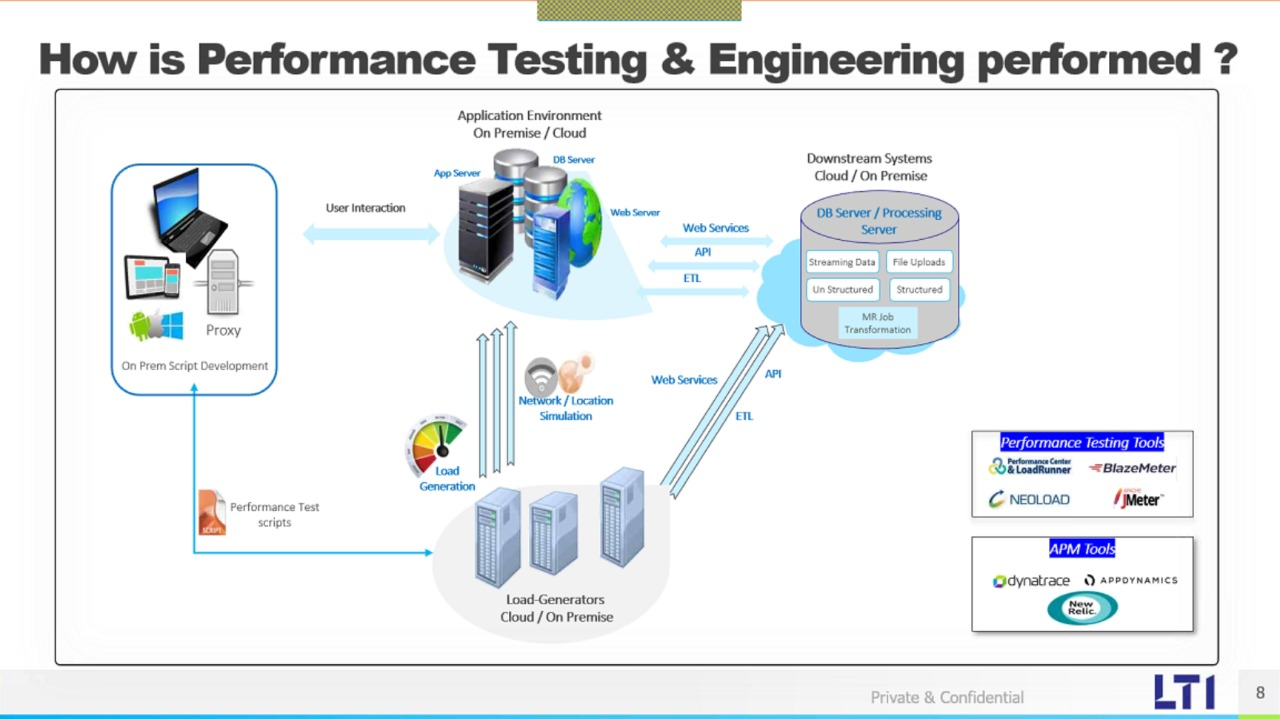 How is Performance Testing & Engineering performed ?
Application Environment
On Premise / Cloud
DB Server
App Server
Web Server
User Interaction
Downstream Systems
Cloud / On Premise
DB Server / Processing
Server
Streaming Data
File Uploads
Un Structured
Structured
MR Job
Transformation
Web Services
API
ETL
Proxy
On Prem Script Development
Network / Location
Simulation
Load
Generation
Web Services
API
ETL
SCRIPT
Performance Test
scripts
Load-Generators
Cloud / On Premise
Performance Testing Tools
Performance Center
& LoadRunner
BlazeMeter
NEOLOAD
APACHE
JMeter™
APM Tools
dynatrace
APPDYNAMICS
New
Relic.
Private & Confidential
LTI
8